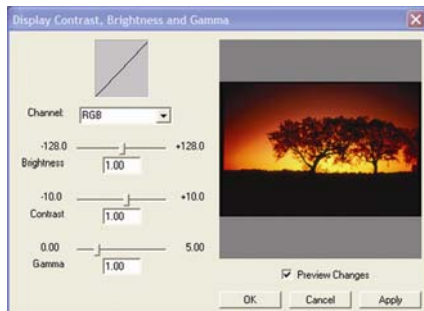 Display Contrast, Brightness and Gamma
Channel: RGB
-128.0 +128.0
Brightness 1.00
-10.0 +10.0
Contrast 1.00
0.00 5.00
Gamma 1.00
Preview Changes
OK Cancel Apply